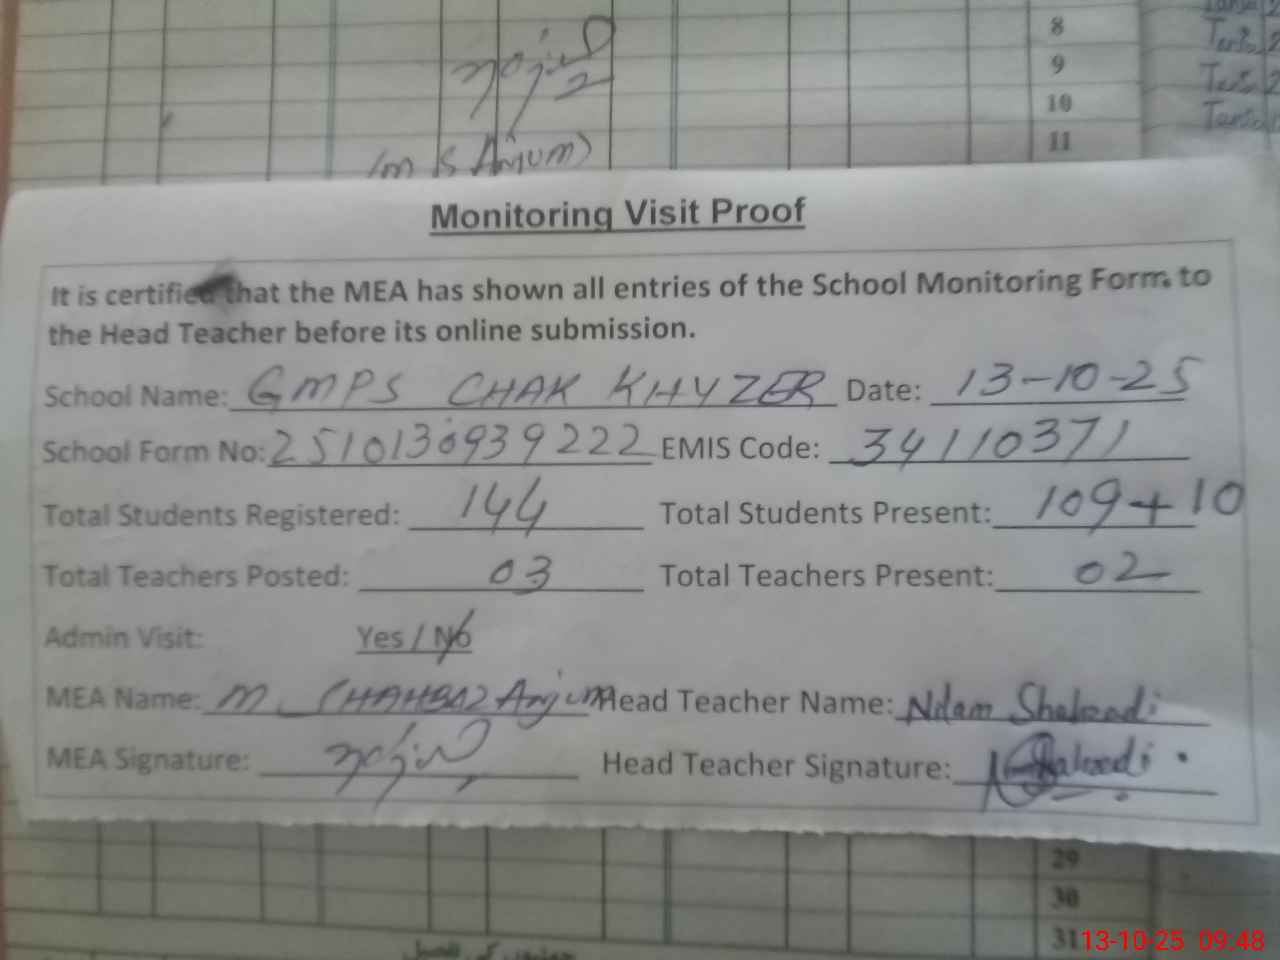 8
9
10
11
(M S Anjum)
Monitoring Visit Proof
It is certified that the MEA has shown all entries of the School Monitoring Form to
the Head Teacher before its online submission.
School Name: GMPS CHAK KHYZER Date: 13-10-25
School Form No: 2510130939222 EMIS Code: 34110371
Total Students Registered: 144 Total Students Present: 109+10
Total Teachers Posted: 03 Total Teachers Present: 02
Admin Visit: Yes / No
MEA Name: M. SHAHBAZ Anjum Head Teacher Name: Shahzadi
MEA Signature: Head Teacher Signature: Shahzadi
29
30
31
13-10-25 09:48